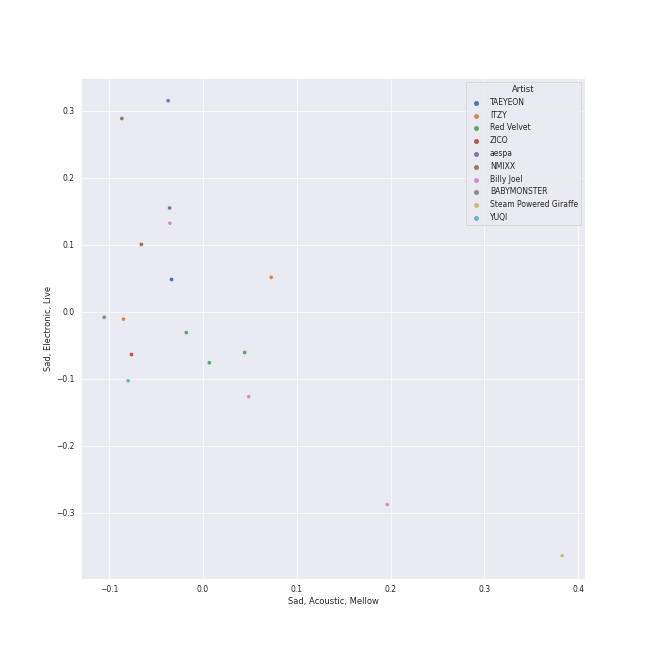 Artist
TAEYEON
ITZY
Red Velvet
ZICO
aespa
NMIXX
Billy Joel
BABYMONSTER
Steam Powered Giraffe
YUQI
0.3
0.2
0.1
0.0
−0.1
−0.2
−0.3
Sad, Electronic, Live
−0.1
0.0
0.1
0.2
0.3
0.4
Sad, Acoustic, Mellow